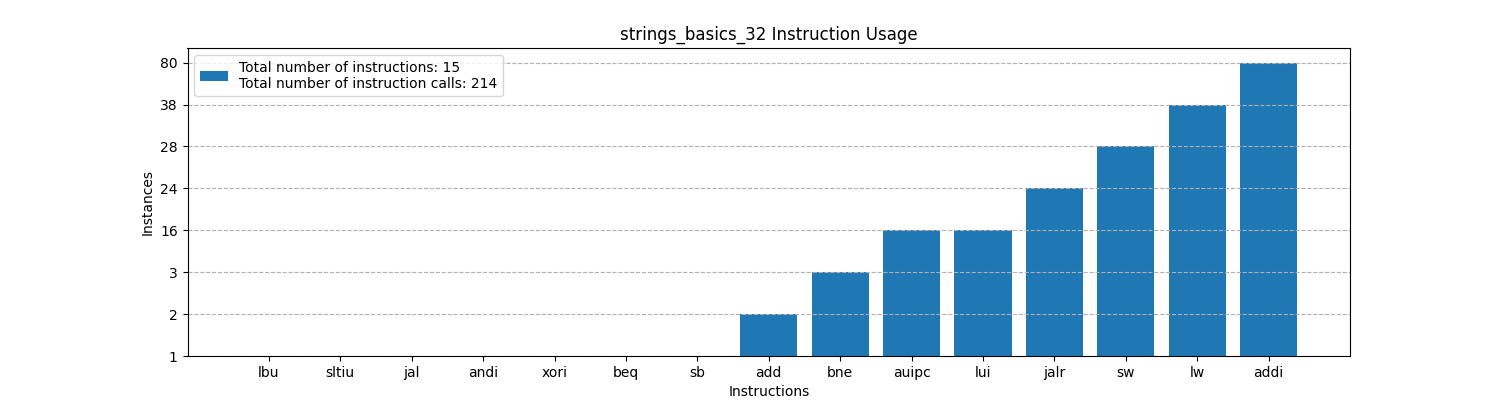 strings_basics_32 Instruction Usage
Total number of instructions: 15
Total number of instruction calls: 214
Instances
80
38
28
24
16
3
2
1
lbu sltiu jal andi xori beq sb add bne auipc lui jalr sw lw addi
Instructions